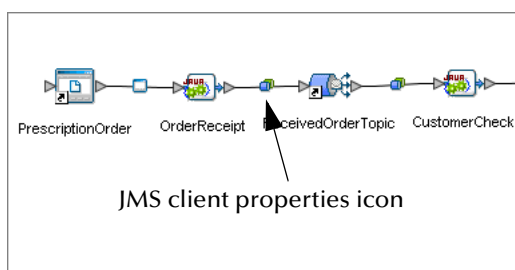 PrescriptionOrder OrderReceipt ReceivedOrderTopic CustomerCheck
JMS client properties icon